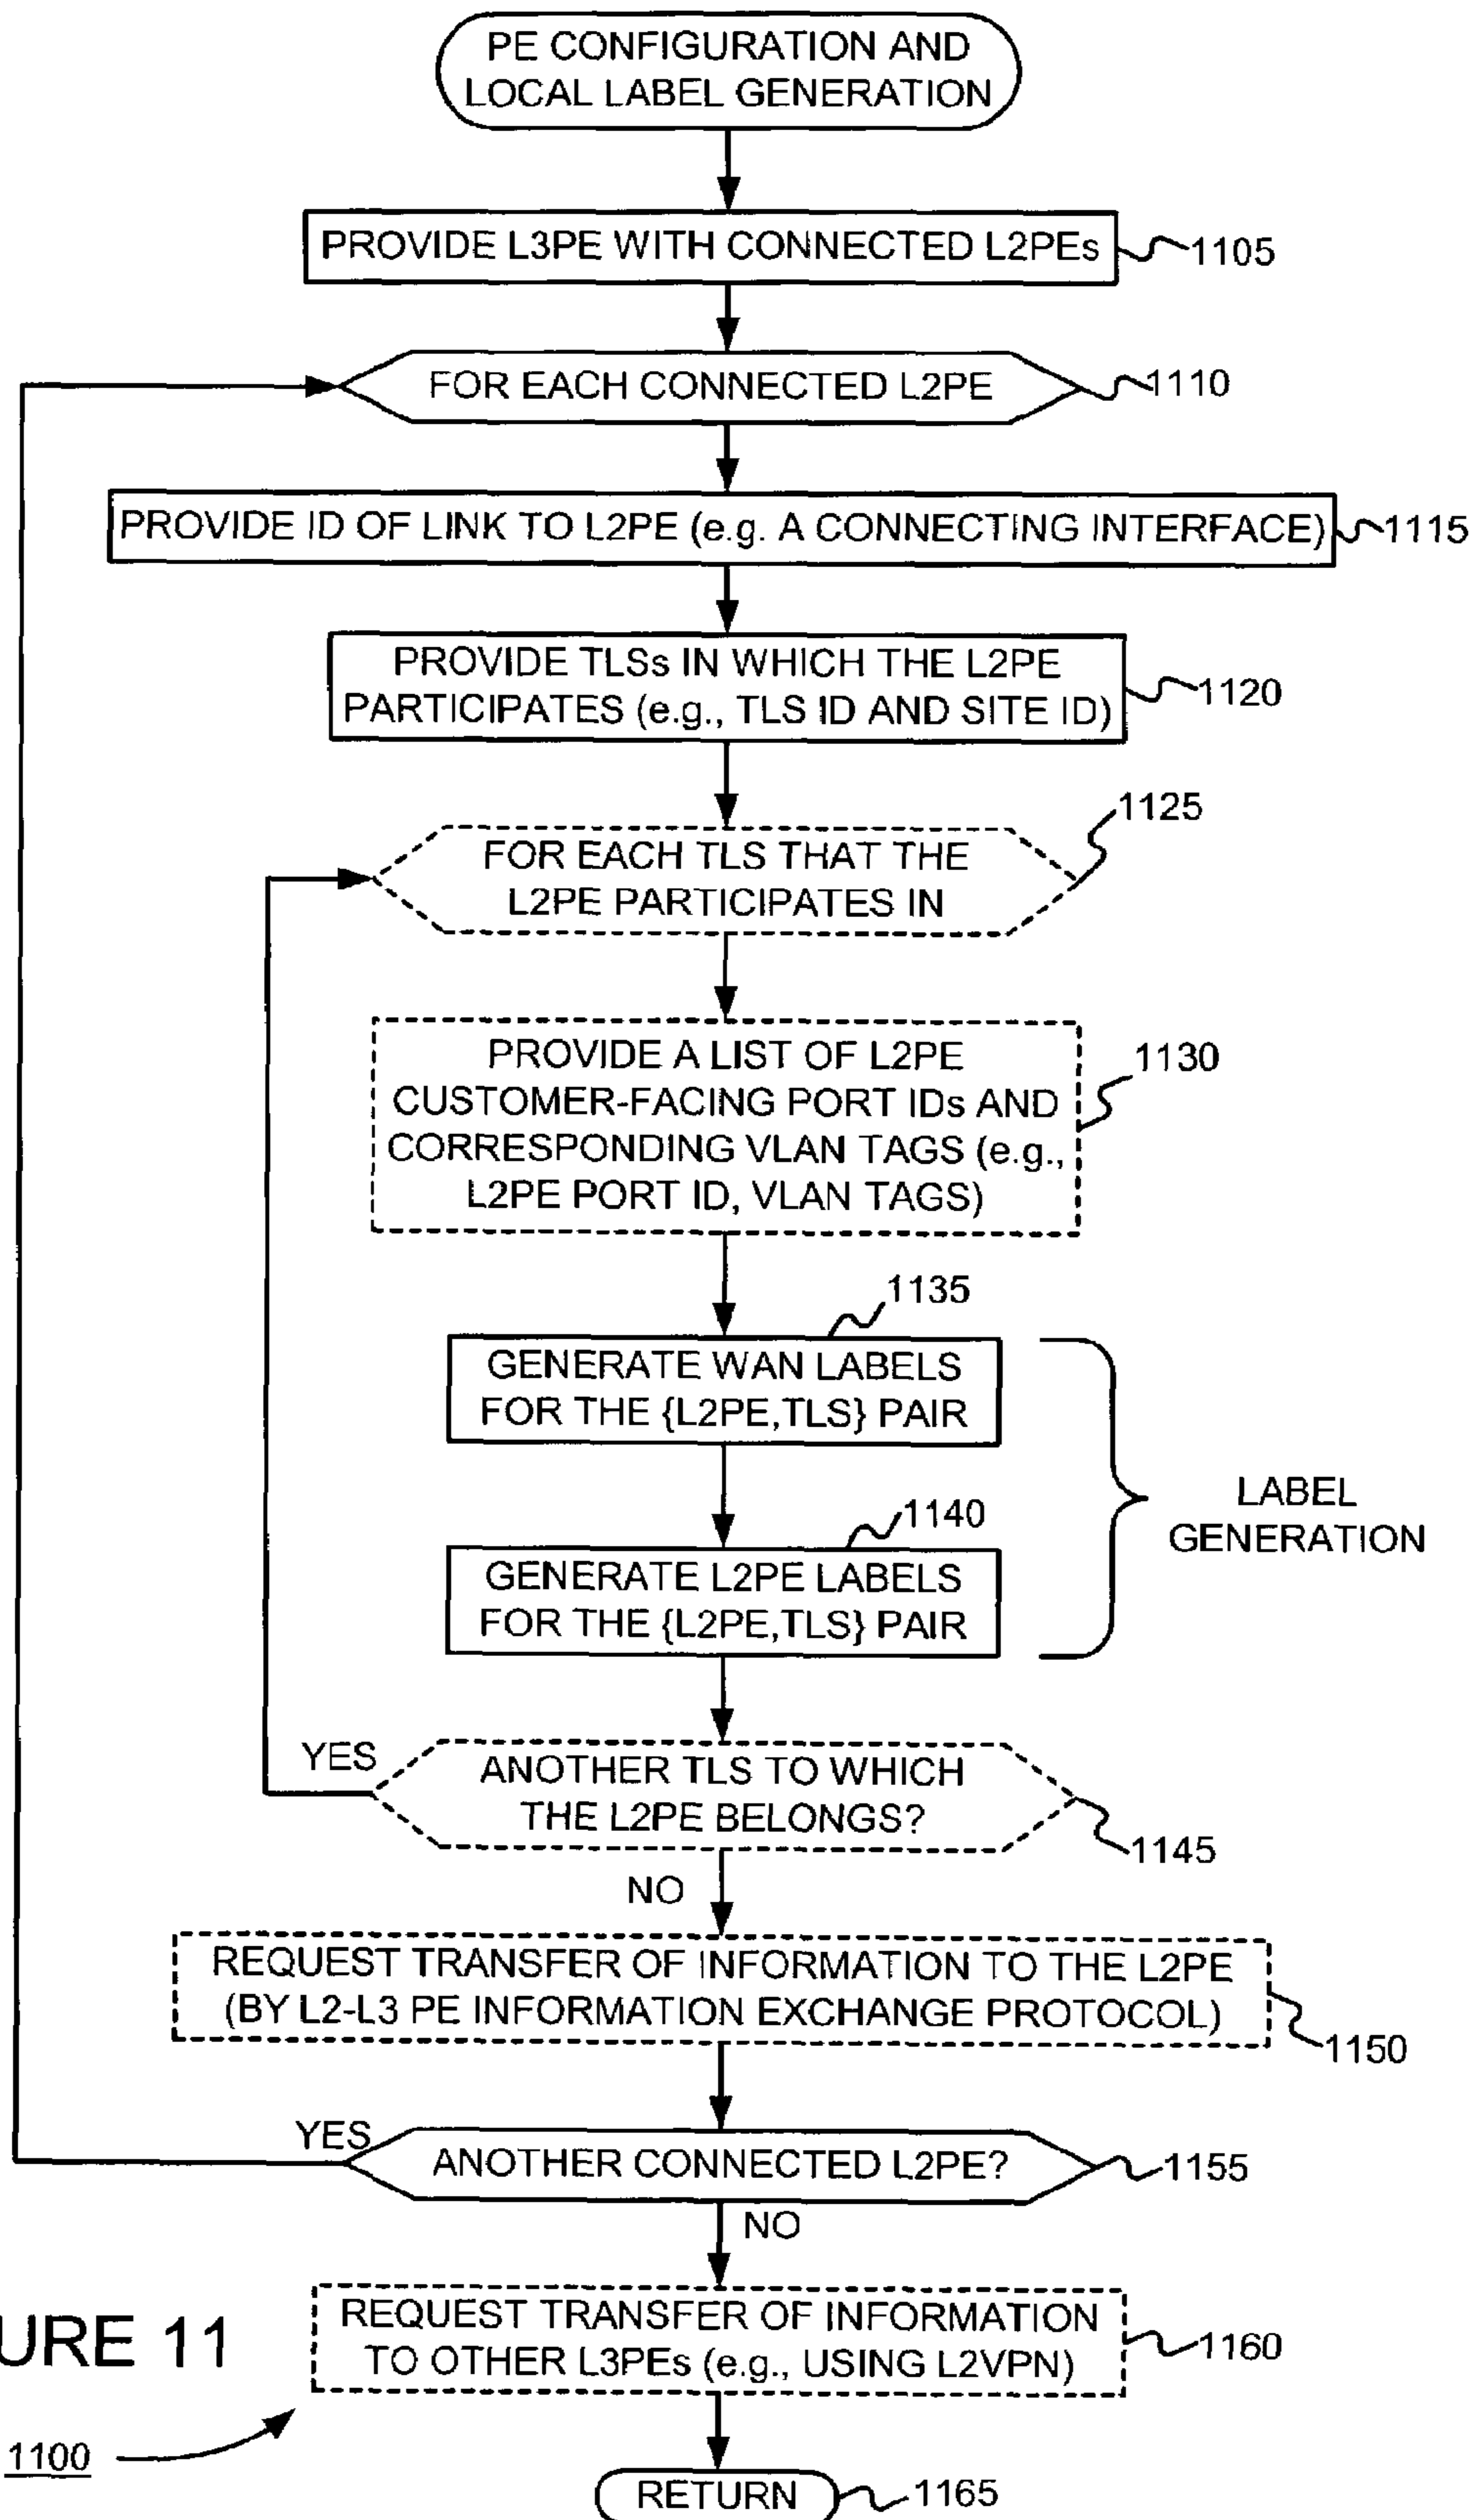 PE CONFIGURATION AND
LOCAL LABEL GENERATION
PROVIDE L3PE WITH CONNECTED L2PEs
1105
FOR EACH CONNECTED L2PE
1110
PROVIDE ID OF LINK TO L2PE (e.g. A CONNECTING INTERFACE)
1115
PROVIDE TLSs IN WHICH THE L2PE
PARTICIPATES (e.g., TLS ID AND SITE ID)
1120
1125
FOR EACH TLS THAT THE
L2PE PARTICIPATES IN
1130
PROVIDE A LIST OF L2PE
CUSTOMER-FACING PORT IDs AND
CORRESPONDING VLAN TAGS (e.g.,
L2PE PORT ID, VLAN TAGS)
1135
GENERATE WAN LABELS
FOR THE {L2PE,TLS} PAIR
LABEL
GENERATION
1140
GENERATE L2PE LABELS
FOR THE {L2PE,TLS} PAIR
YES
ANOTHER TLS TO WHICH
THE L2PE BELONGS?
1145
NO
REQUEST TRANSFER OF INFORMATION TO THE L2PE
(BY L2-L3 PE INFORMATION EXCHANGE PROTOCOL)
1150
YES
ANOTHER CONNECTED L2PE?
1155
NO
REQUEST TRANSFER OF INFORMATION
TO OTHER L3PEs (e.g., USING L2VPN)
1160
URE 11
1100
RETURN
1165